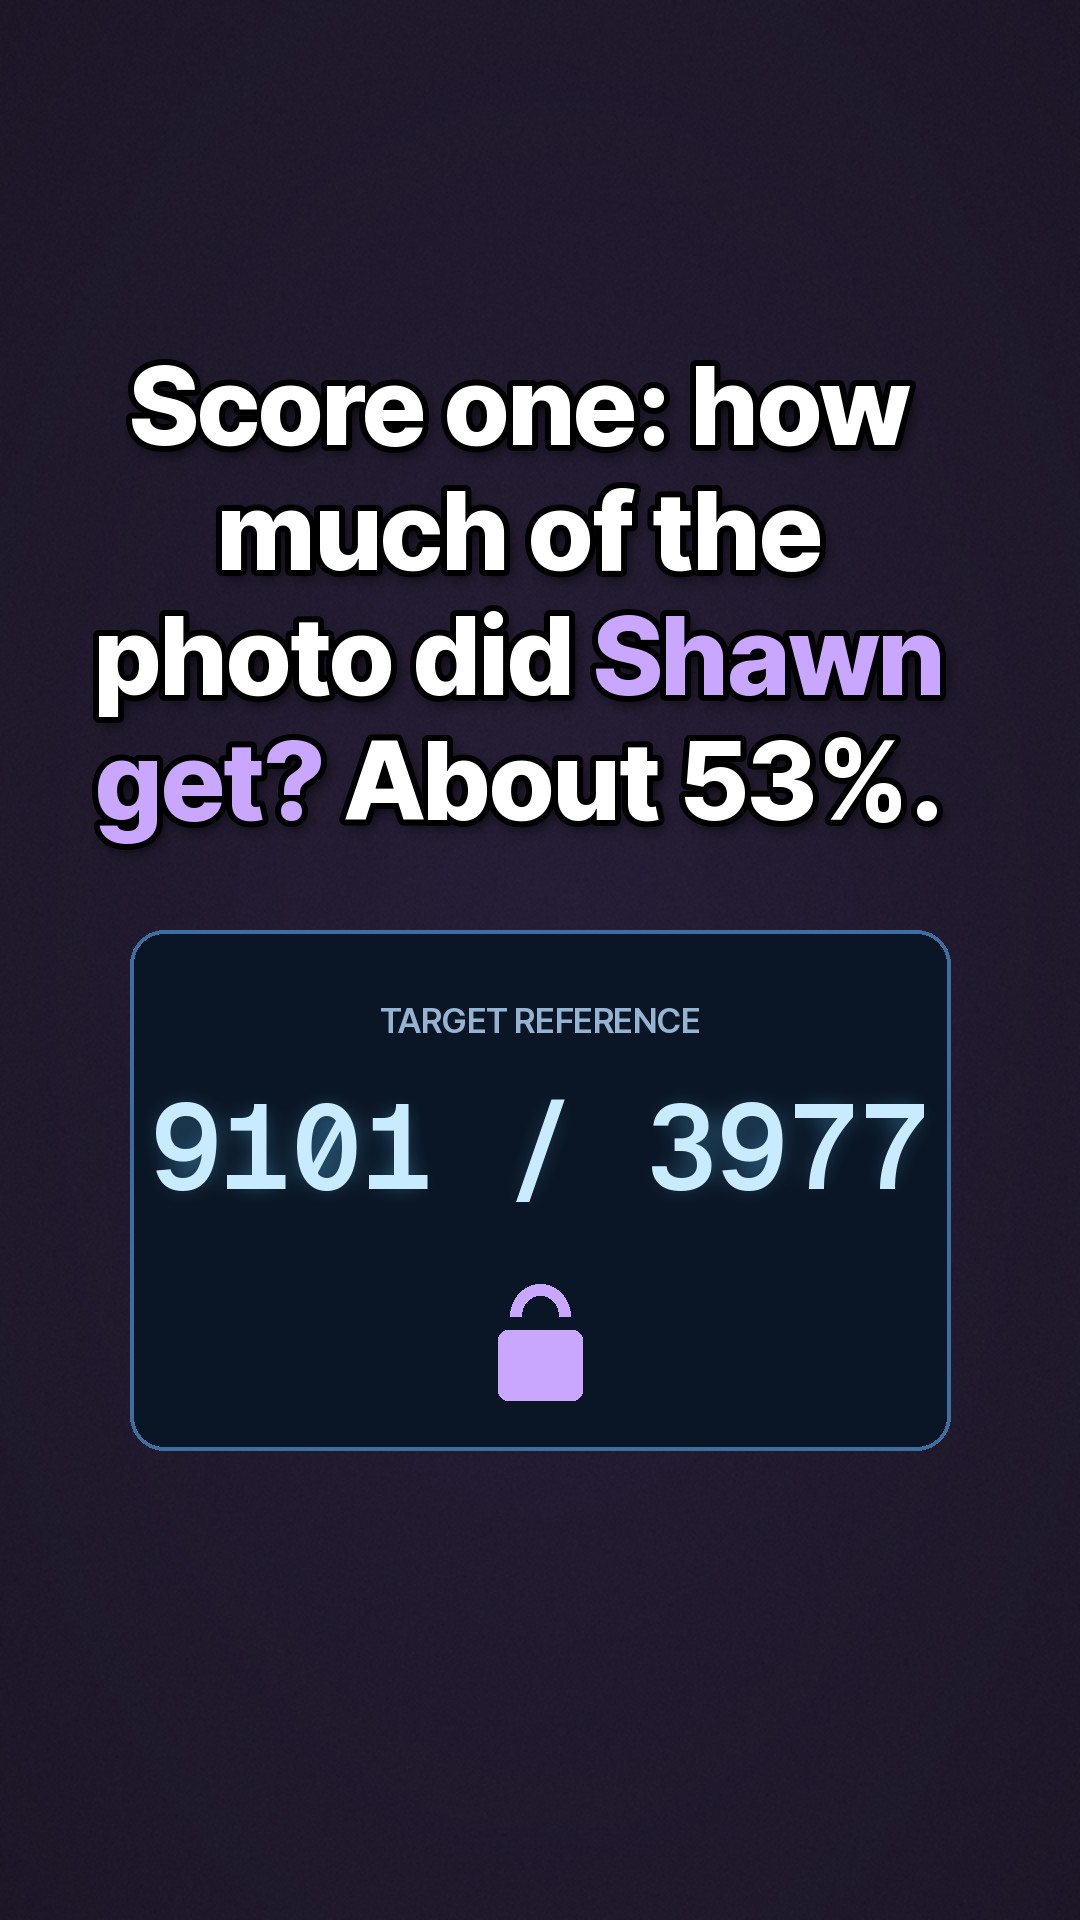 Score one: how
much of the
photo did Shawn
get? About 53%.
TARGET REFERENCE
9101 / 3977